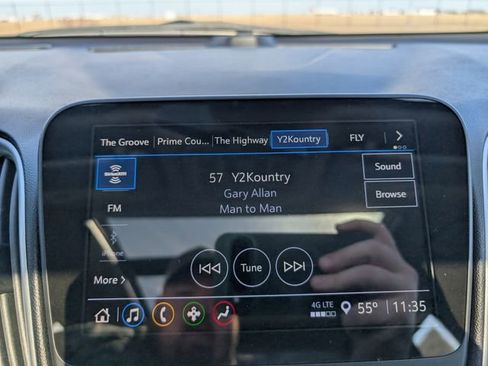 The Groove Prime Cou... The Highway Y2Kountry FLY
57 Y2Kountry
Sound
Gary Allan
Browse
Man to Man
FM
iPhone
Tune
More
4G LTE
55° 11:35